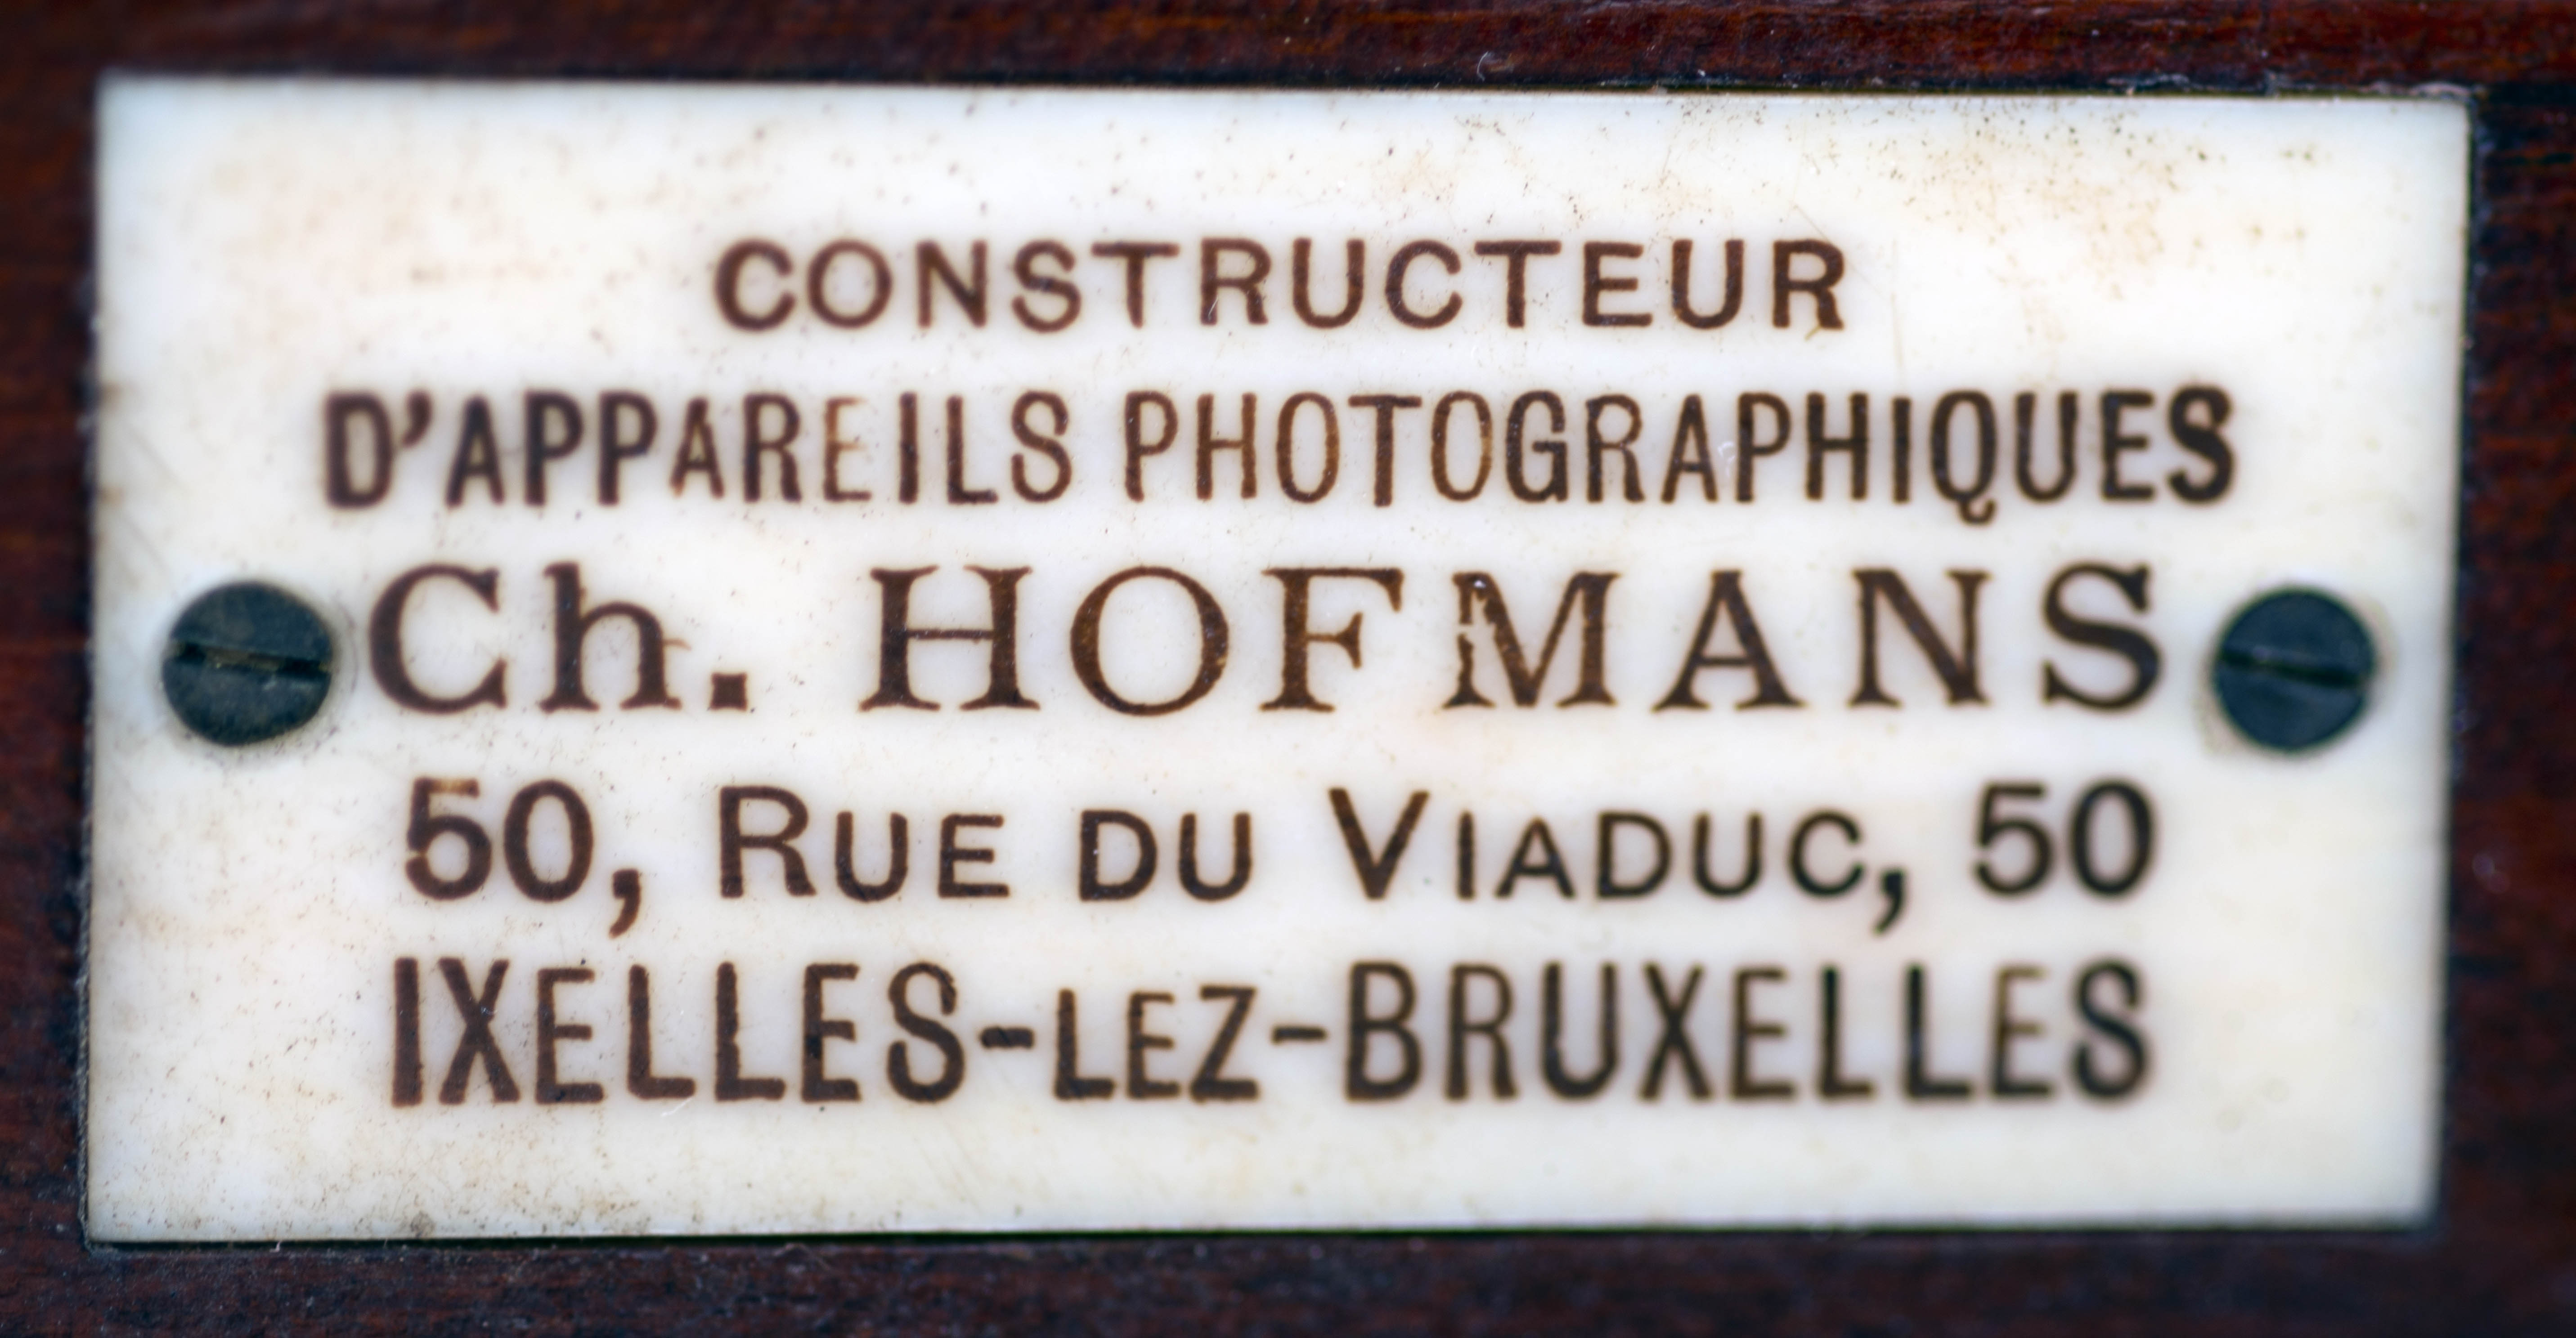 CONSTRUCTEUR
D'APPAREILS PHOTOGRAPHIQUES
Ch. HOFMANS
50, RUE DU VIADUC, 50
IXELLES-LEZ-BRUXELLES